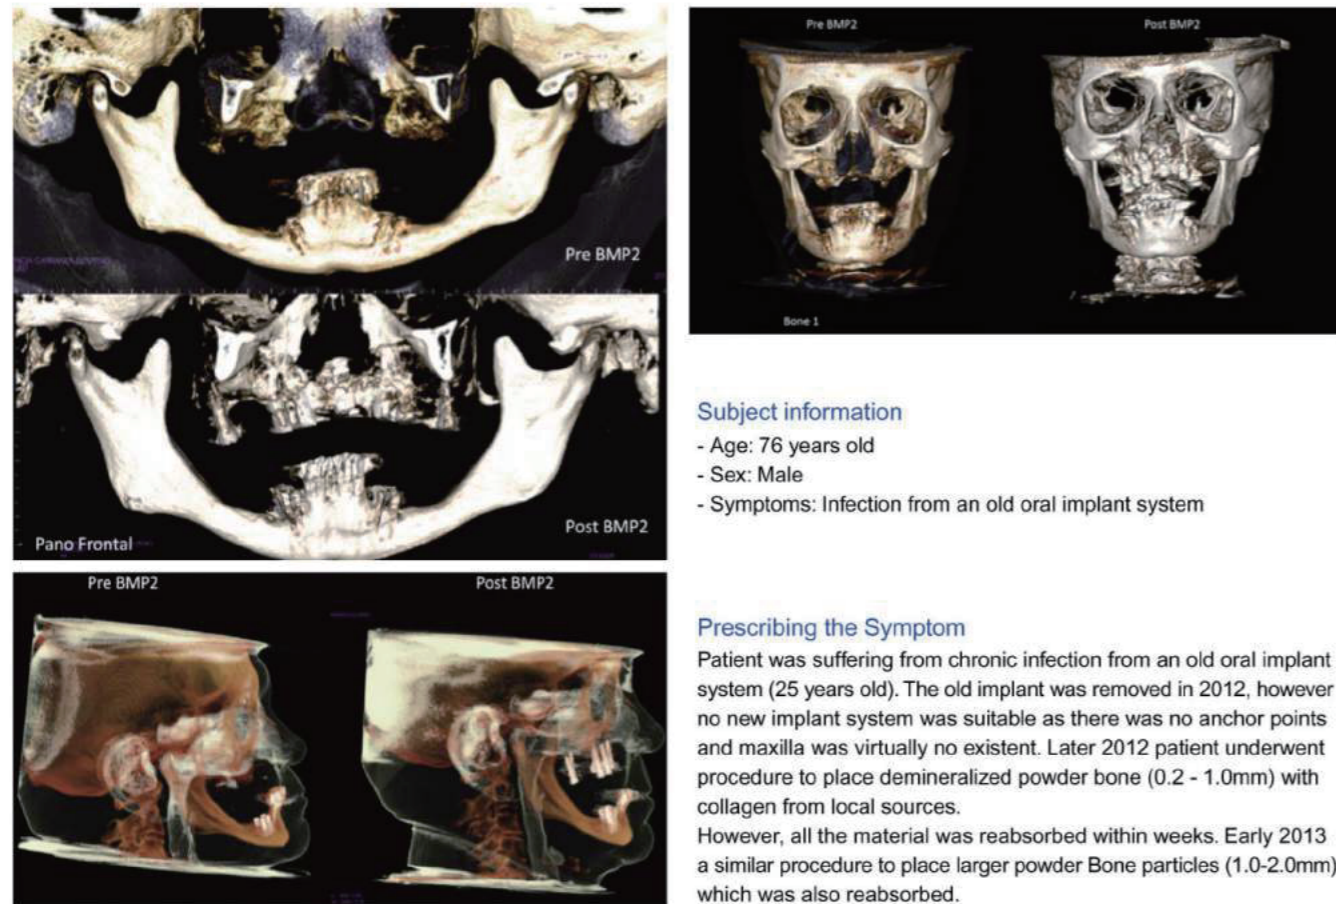 Pre BMP2
Post BMP2
Pano Frontal
Pre BMP2
Post BMP2
Pre BMP2
Post BMP2
Bone 1
Subject information
- Age: 76 years old
- Sex: Male
- Symptoms: Infection from an old oral implant system
Prescribing the Symptom
Patient was suffering from chronic infection from an old oral implant
system (25 years old). The old implant was removed in 2012, however
no new implant system was suitable as there was no anchor points
and maxilla was virtually no existent. Later 2012 patient underwent
procedure to place demineralized powder bone (0.2 - 1.0mm) with
collagen from local sources.
However, all the material was reabsorbed within weeks. Early 2013
a similar procedure to place larger powder Bone particles (1.0-2.0mm)
which was also reabsorbed.